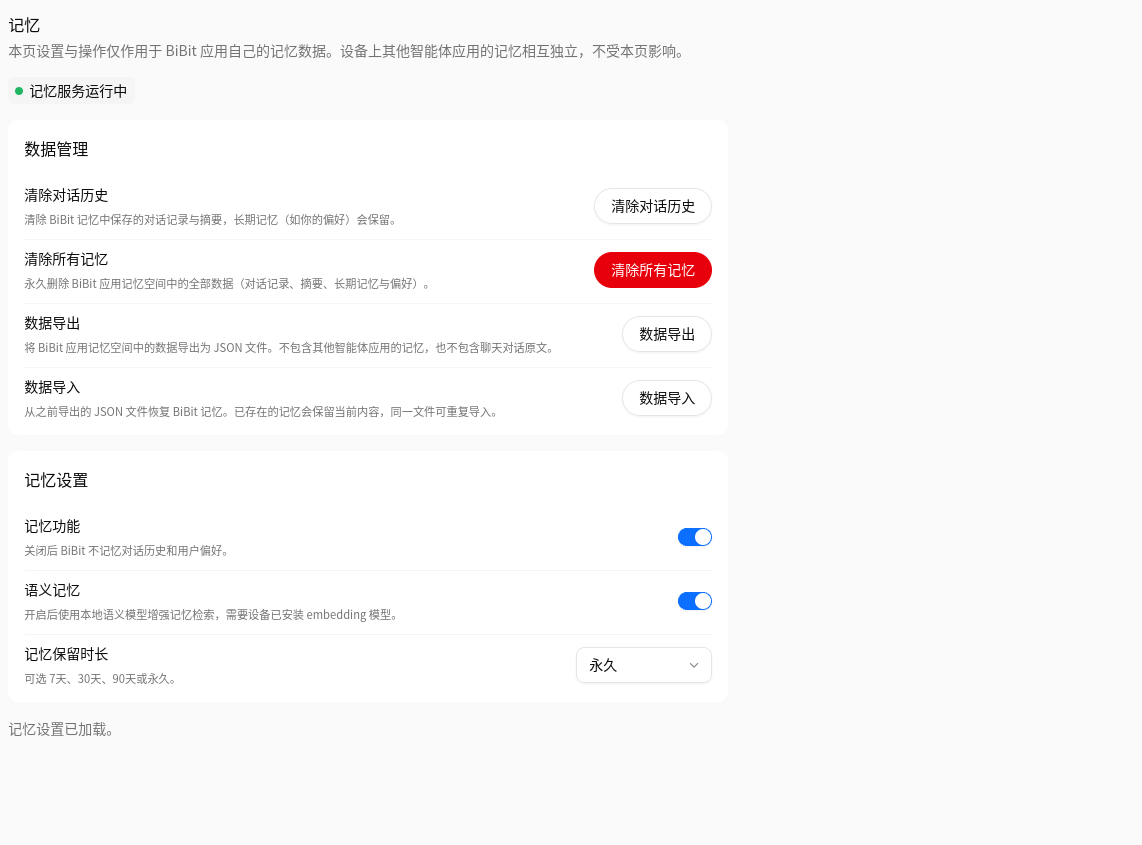 记忆
本页设置与操作仅作用于 BiBit 应用自己的记忆数据。设备上其他智能体应用的记忆相互独立，不受本页影响。
记忆服务运行中
数据管理
清除对话历史
清除 BiBit 记忆中保存的对话记录与摘要，长期记忆（如你的偏好）会保留。
清除对话历史
清除所有记忆
永久删除 BiBit 应用记忆空间中的全部数据（对话记录、摘要、长期记忆与偏好）。
清除所有记忆
数据导出
将 BiBit 应用记忆空间中的数据导出为 JSON 文件。不包含其他智能体应用的记忆，也不包含聊天对话原文。
数据导出
数据导入
从之前导出的 JSON 文件恢复 BiBit 记忆。已存在的记忆会保留当前内容，同一文件可重复导入。
数据导入
记忆设置
记忆功能
关闭后 BiBit 不记忆对话历史和用户偏好。
语义记忆
开启后使用本地语义模型增强记忆检索，需要设备已安装 embedding 模型。
记忆保留时长
可选 7天、30天、90天或永久。
永久
记忆设置已加载。